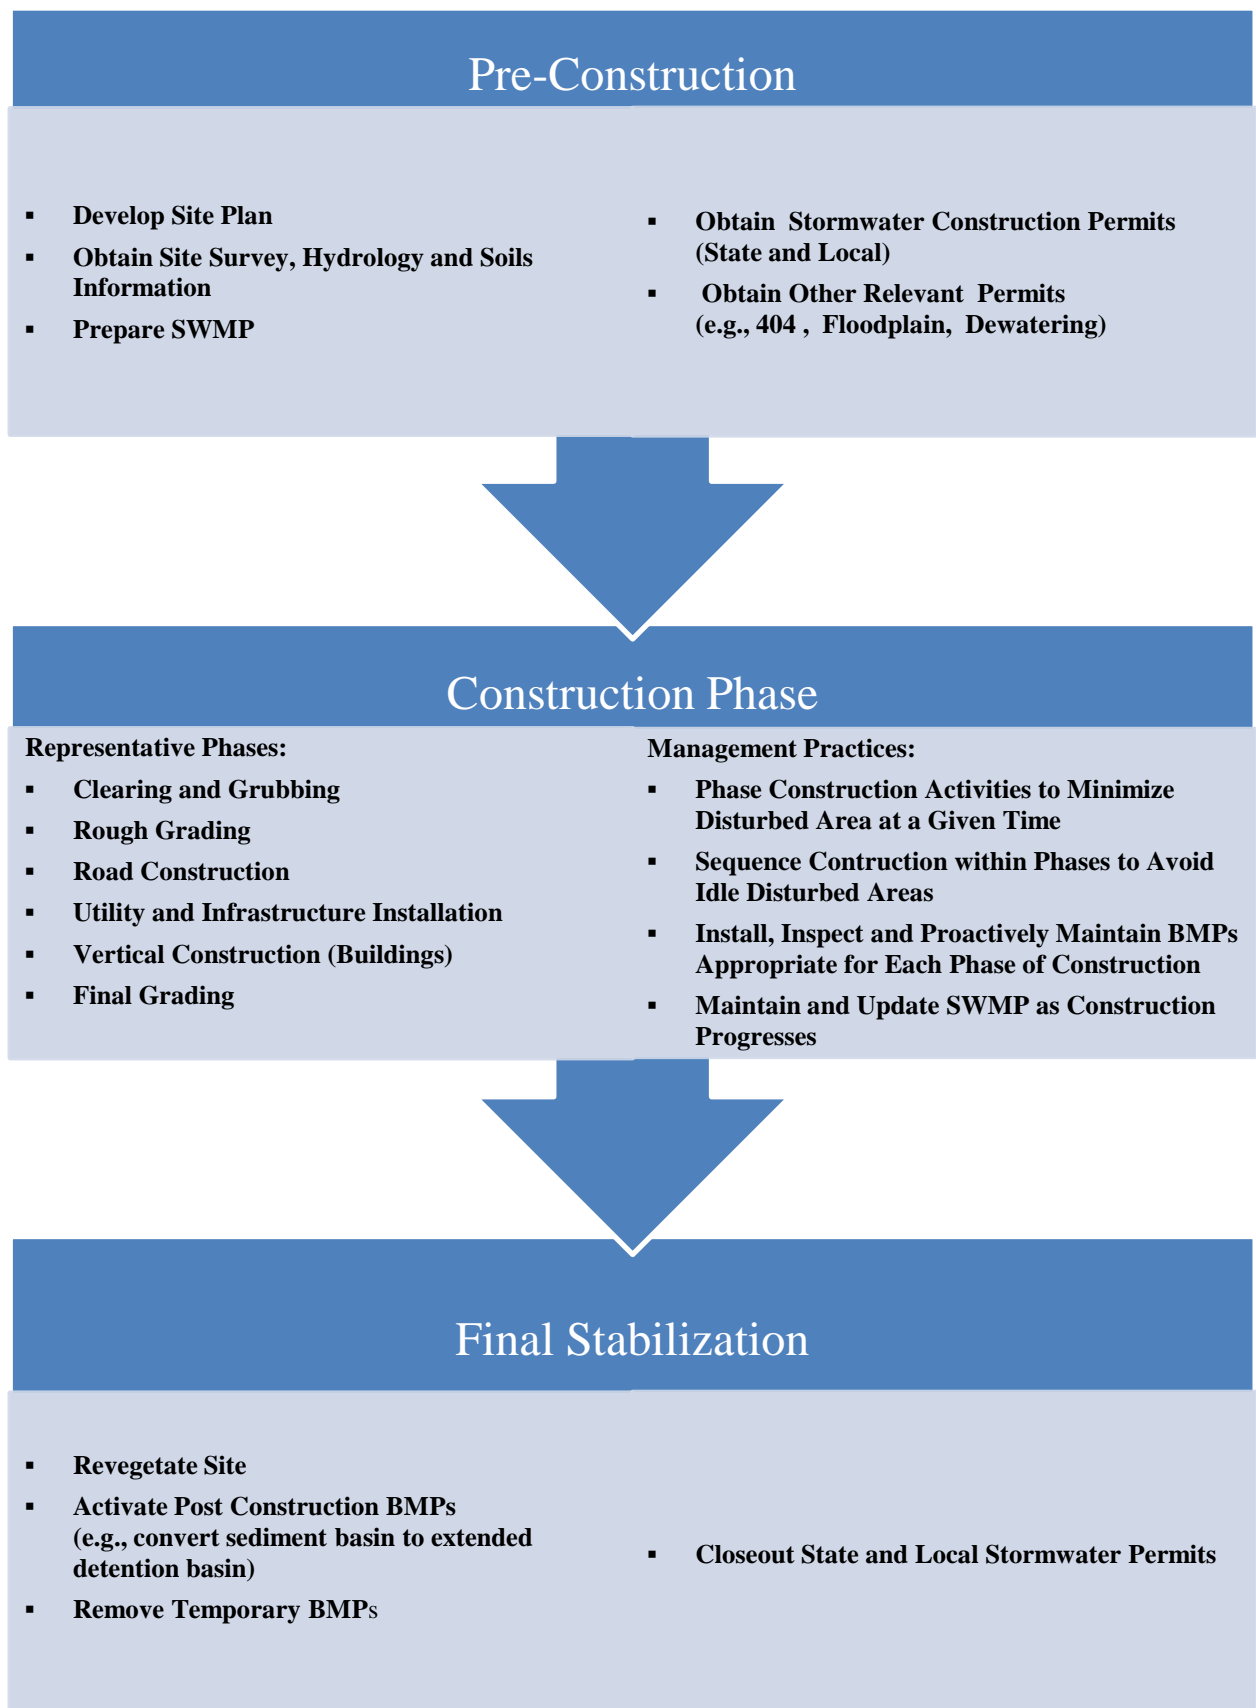 Pre-Construction
▪ Develop Site Plan
▪ Obtain Site Survey, Hydrology and Soils
Information
▪ Prepare SWMP
▪ Obtain Stormwater Construction Permits
(State and Local)
▪ Obtain Other Relevant Permits
(e.g., 404 , Floodplain, Dewatering)
Construction Phase
Representative Phases:
▪ Clearing and Grubbing
▪ Rough Grading
▪ Road Construction
▪ Utility and Infrastructure Installation
▪ Vertical Construction (Buildings)
▪ Final Grading
Management Practices:
▪ Phase Construction Activities to Minimize
Disturbed Area at a Given Time
▪ Sequence Contruction within Phases to Avoid
Idle Disturbed Areas
▪ Install, Inspect and Proactively Maintain BMPs
Appropriate for Each Phase of Construction
▪ Maintain and Update SWMP as Construction
Progresses
Final Stabilization
▪ Revegetate Site
▪ Activate Post Construction BMPs
(e.g., convert sediment basin to extended
detention basin)
▪ Remove Temporary BMPs
▪ Closeout State and Local Stormwater Permits